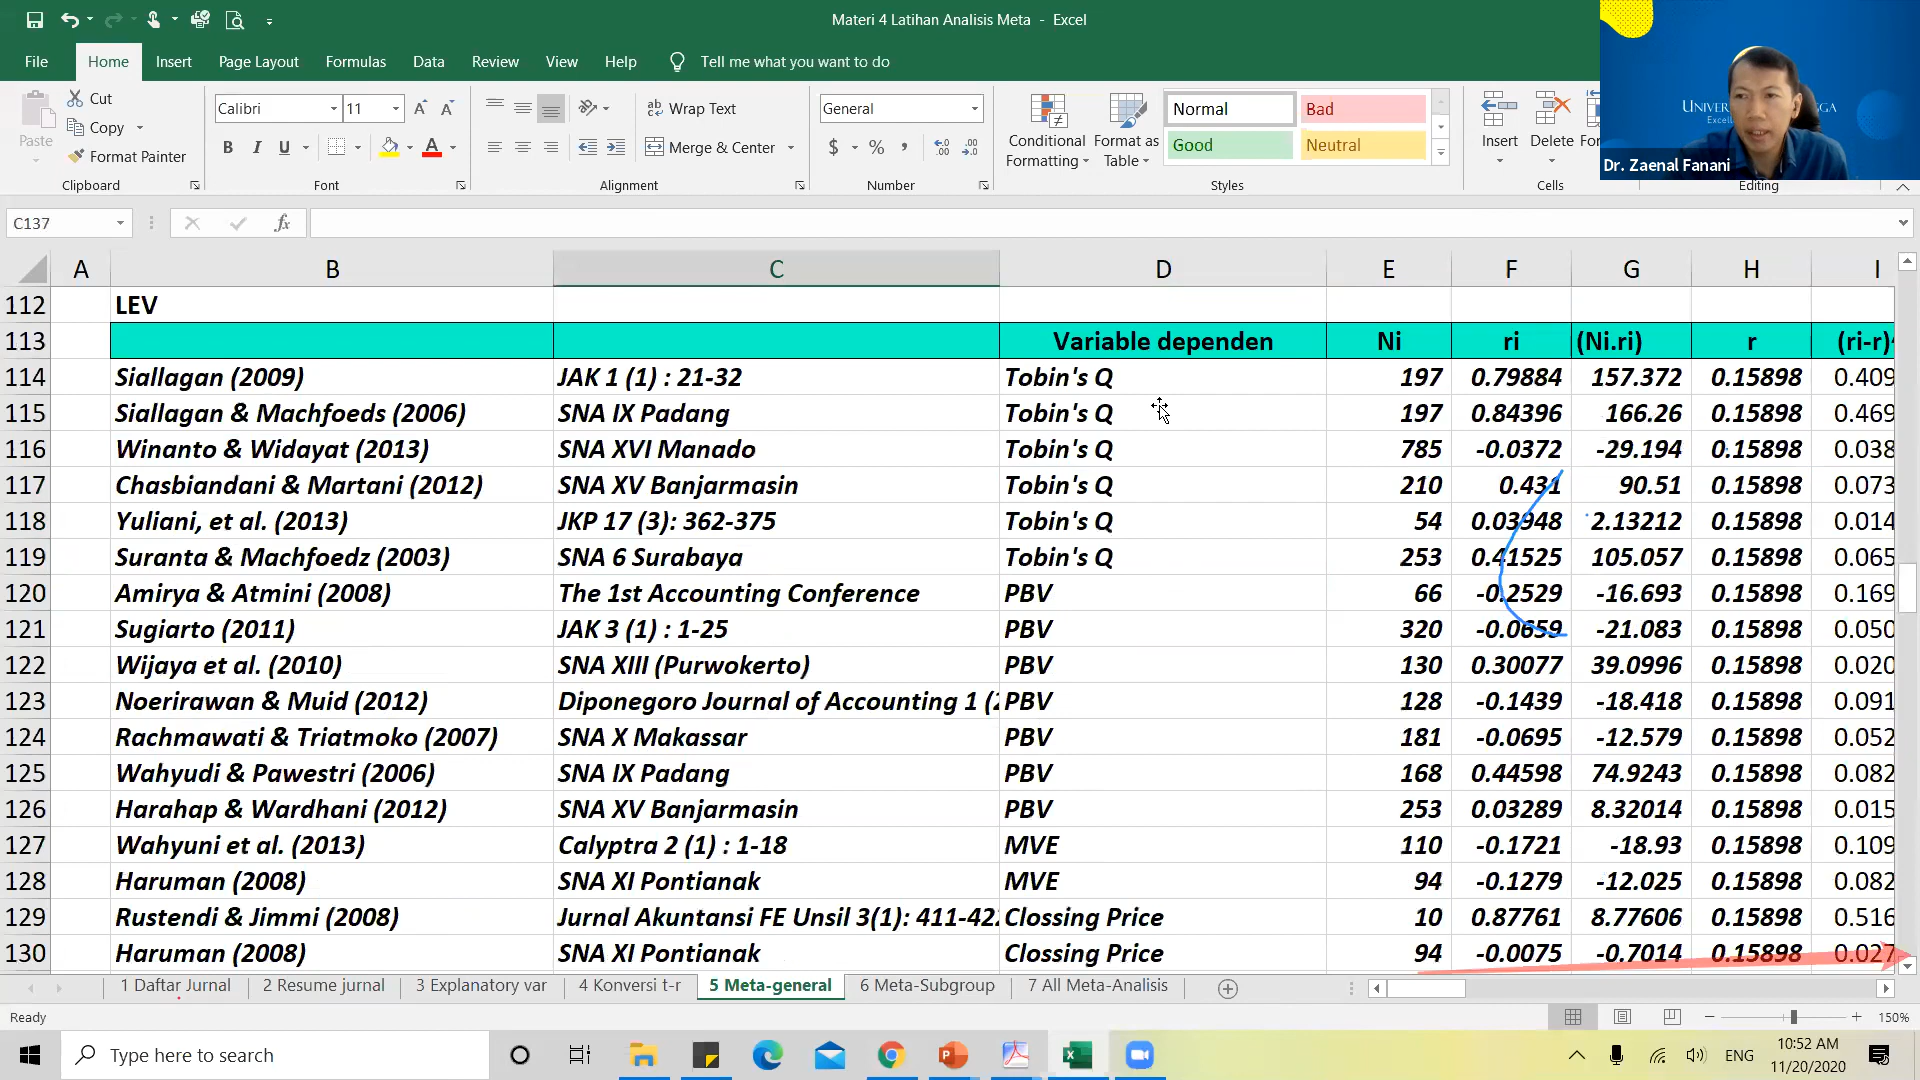 Materi 4 Latihan Analisis Meta - Excel
File Home Insert Page Layout Formulas Data Review View Help Tell me what you want to do
Cut
Copy
Format Painter
Paste
Clipboard
Calibri 11
B I U
Font
Wrap Text
Merge & Center
Alignment
General
$ % ,
Number
Conditional Formatting
Format as Table
Normal Bad
Good Neutral
Styles
Insert Delete
Cells
Editing
Dr. Zaenal Fanani
C137
fx
A B C D E F G H I
112 LEV
113 Variable dependen Ni ri (Ni.ri) r (ri-r)^
114 Siallagan (2009) JAK 1 (1) : 21-32 Tobin's Q 197 0.79884 157.372 0.15898 0.409
115 Siallagan & Machfoeds (2006) SNA IX Padang Tobin's Q 197 0.84396 166.26 0.15898 0.469
116 Winanto & Widayat (2013) SNA XVI Manado Tobin's Q 785 -0.0372 -29.194 0.15898 0.038
117 Chasbiandani & Martani (2012) SNA XV Banjarmasin Tobin's Q 210 0.431 90.51 0.15898 0.073
118 Yuliani, et al. (2013) JKP 17 (3): 362-375 Tobin's Q 54 0.03948 2.13212 0.15898 0.014
119 Suranta & Machfoedz (2003) SNA 6 Surabaya Tobin's Q 253 0.41525 105.057 0.15898 0.065
120 Amirya & Atmini (2008) The 1st Accounting Conference PBV 66 -0.2529 -16.693 0.15898 0.169
121 Sugiarto (2011) JAK 3 (1) : 1-25 PBV 320 -0.0659 -21.083 0.15898 0.050
122 Wijaya et al. (2010) SNA XIII (Purwokerto) PBV 130 0.30077 39.0996 0.15898 0.020
123 Noerirawan & Muid (2012) Diponegoro Journal of Accounting 1 (2 PBV 128 -0.1439 -18.418 0.15898 0.091
124 Rachmawati & Triatmoko (2007) SNA X Makassar PBV 181 -0.0695 -12.579 0.15898 0.052
125 Wahyudi & Pawestri (2006) SNA IX Padang PBV 168 0.44598 74.9243 0.15898 0.082
126 Harahap & Wardhani (2012) SNA XV Banjarmasin PBV 253 0.03289 8.32014 0.15898 0.015
127 Wahyuni et al. (2013) Calyptra 2 (1) : 1-18 MVE 110 -0.1721 -18.93 0.15898 0.109
128 Haruman (2008) SNA XI Pontianak MVE 94 -0.1279 -12.025 0.15898 0.082
129 Rustendi & Jimmi (2008) Jurnal Akuntansi FE Unsil 3(1): 411-422 Clossing Price 10 0.87761 8.77606 0.15898 0.516
130 Haruman (2008) SNA XI Pontianak Clossing Price 94 -0.0075 -0.7014 0.15898 0.027
1 Daftar Jurnal 2 Resume jurnal 3 Explanatory var 4 Konversi t-r 5 Meta-general 6 Meta-Subgroup 7 All Meta-Analysis
Ready 150%
Type here to search
ENG
10:52 AM
11/20/2020